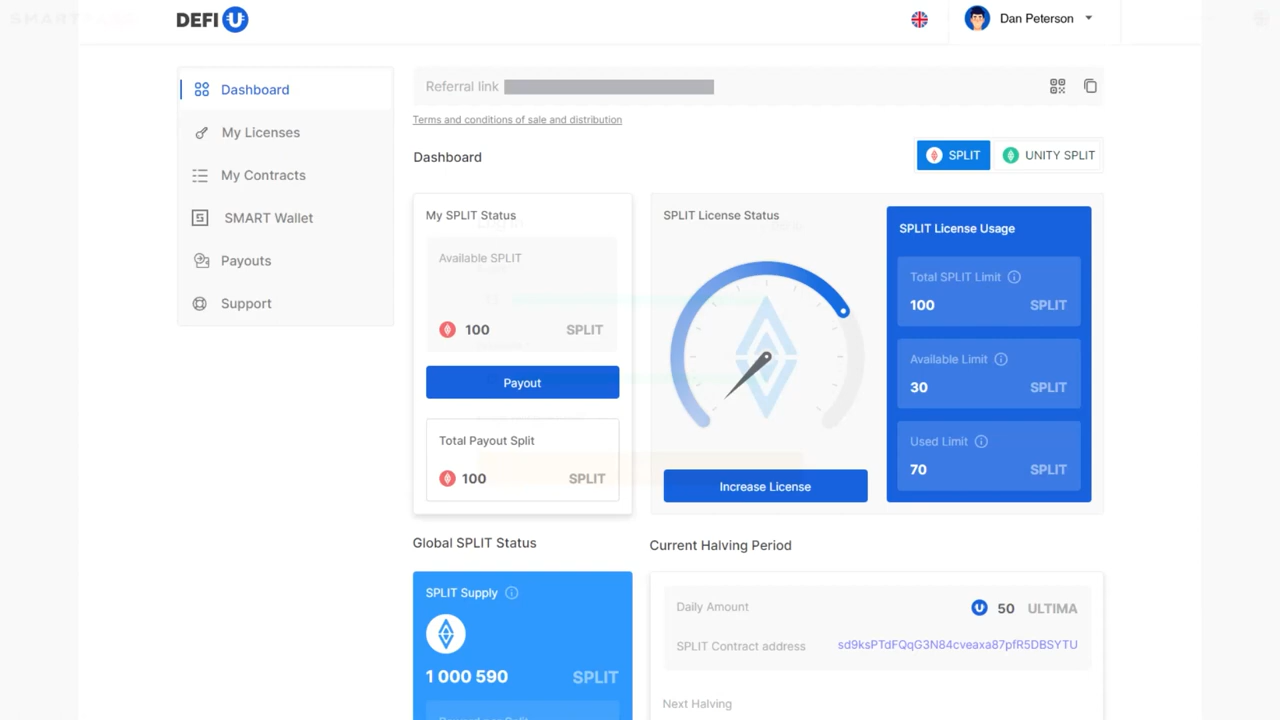 SMART
DEFI U
Dan Peterson
Dashboard
My Licenses
My Contracts
SMART Wallet
Payouts
Support
Referral link
Terms and conditions of sale and distribution
Dashboard
SPLIT
UNITY SPLIT
My SPLIT Status
Available SPLIT
100 SPLIT
Payout
Total Payout Split
100 SPLIT
SPLIT License Status
Increase License
SPLIT License Usage
Total SPLIT Limit
100 SPLIT
Available Limit
30 SPLIT
Used Limit
70 SPLIT
Global SPLIT Status
SPLIT Supply
1 000 590 SPLIT
Current Halving Period
Daily Amount 50 ULTIMA
SPLIT Contract address sd9ksPTdFQqG3N84cveaxa87pfR5DBSYTU
Next Halving